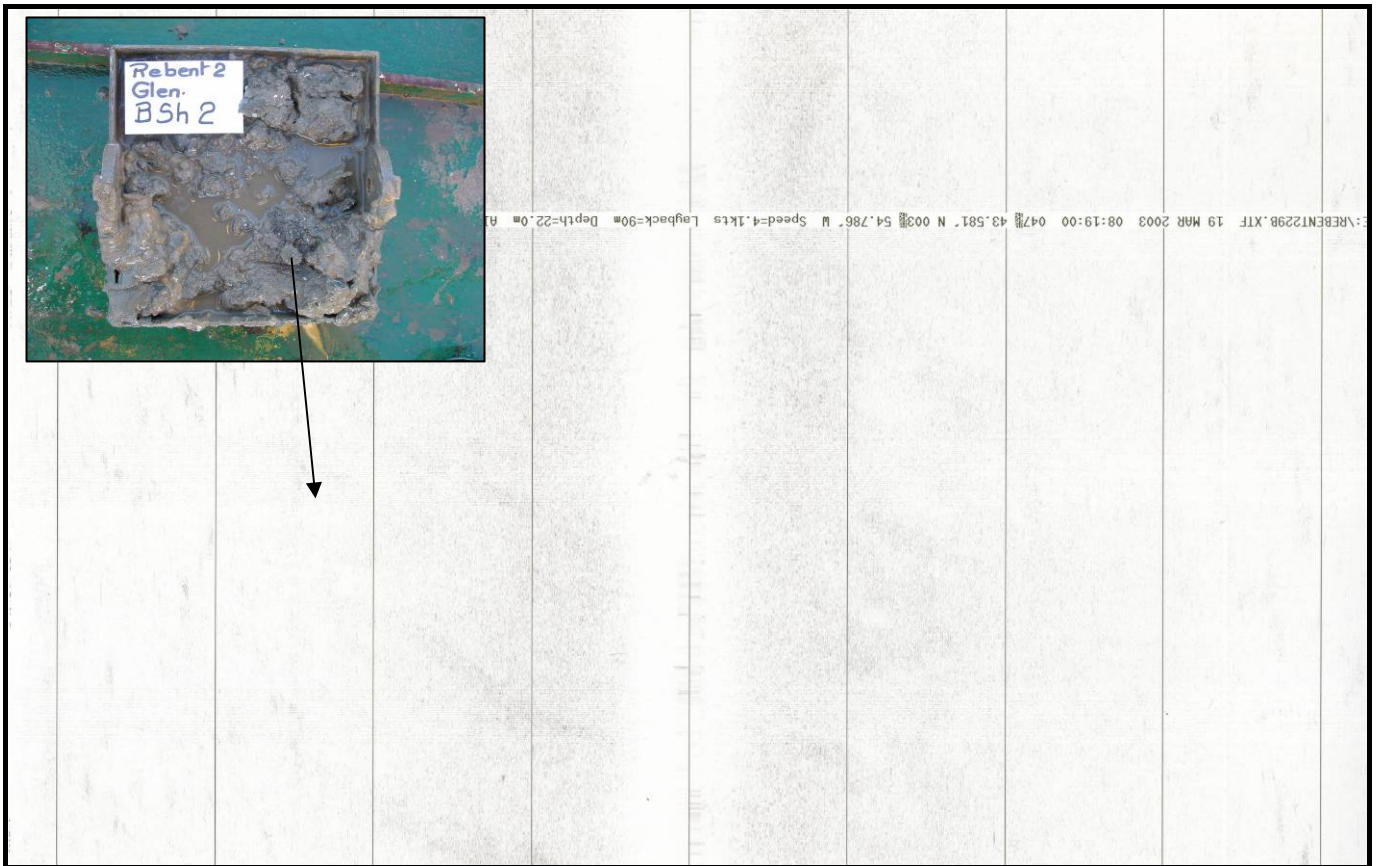 Rebent 2
Glen.
BSh 2
E:\REBENT229B.XTF 19 MAR 2003 08:19:00 047 43.581' N 003 54.786' W Speed=4.1kts Layback=90m Depth=22.0m